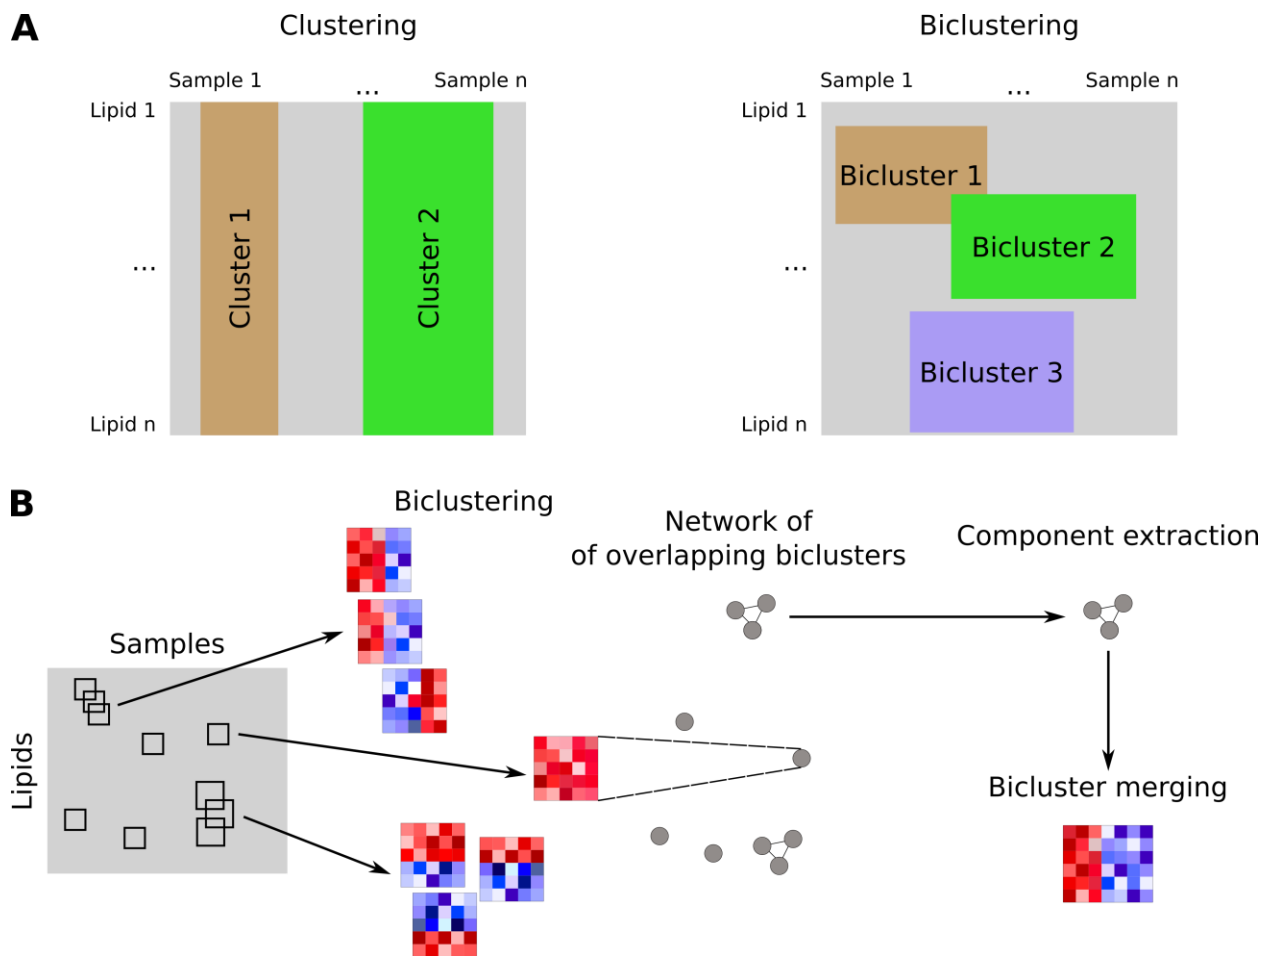 A
Clustering
Sample 1 ... Sample n
Lipid 1
...
Lipid n
Cluster 1
Cluster 2
Biclustering
Sample 1 ... Sample n
Lipid 1
...
Lipid n
Bicluster 1
Bicluster 2
Bicluster 3
B
Samples
Lipids
Biclustering
Network of
of overlapping biclusters
Component extraction
Bicluster merging